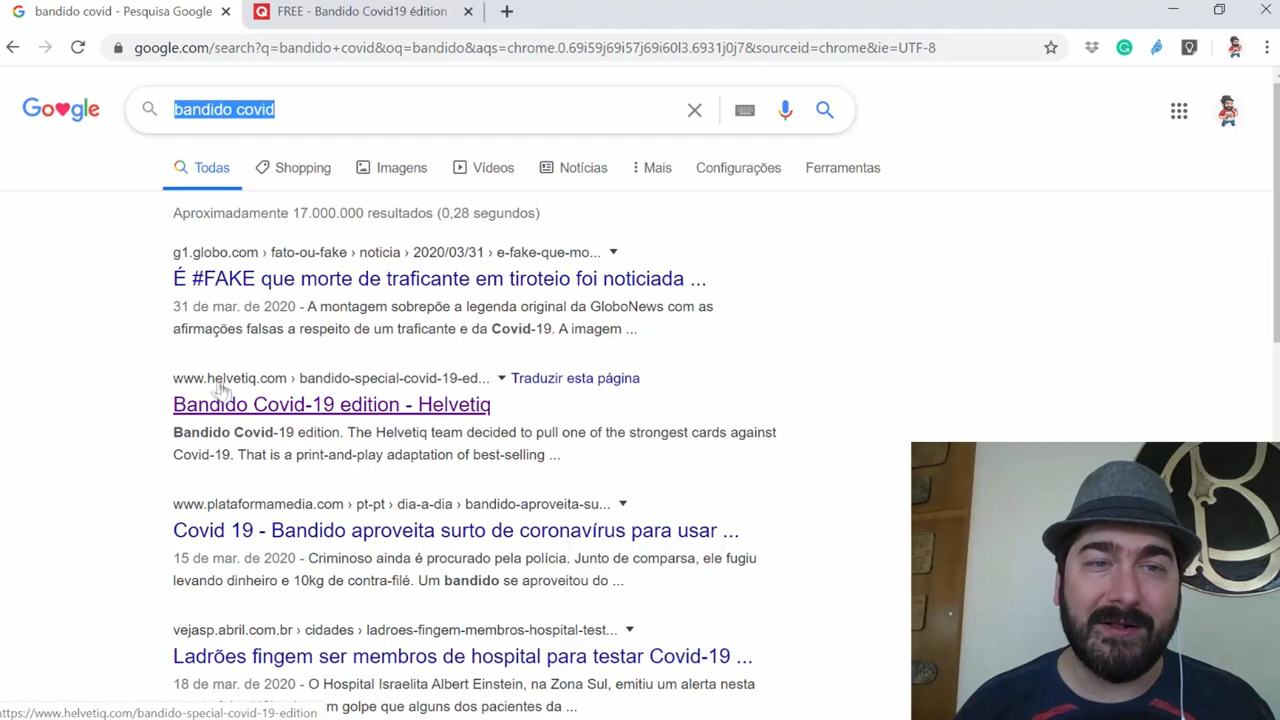 bandido covid - Pesquisa Google
FREE - Bandido Covid19 édition
google.com/search?q=bandido+covid&oq=bandido&aqs=chrome.0.69i59j69i57j69i60l3.6931j0j7&sourceid=chrome&ie=UTF-8
Google
bandido covid
Todas Shopping Imagens Vídeos Notícias Mais Configurações Ferramentas
Aproximadamente 17.000.000 resultados (0,28 segundos)
g1.globo.com › fato-ou-fake › noticia › 2020/03/31 › e-fake-que-mo...
É #FAKE que morte de traficante em tiroteio foi noticiada ...
31 de mar. de 2020 - A montagem sobrepõe a legenda original da GloboNews com as
afirmações falsas a respeito de um traficante e da Covid-19. A imagem ...
www.helvetiq.com › bandido-special-covid-19-ed... Traduzir esta página
Bandido Covid-19 edition - Helvetiq
Bandido Covid-19 edition. The Helvetiq team decided to pull one of the strongest cards against
Covid-19. That is a print-and-play adaptation of best-selling ...
www.plataformamedia.com › pt-pt › dia-a-dia › bandido-aproveita-su...
Covid 19 - Bandido aproveita surto de coronavírus para usar ...
15 de mar. de 2020 - Criminoso ainda é procurado pela polícia. Junto de comparsa, ele fugiu
levando dinheiro e 10kg de contra-filé. Um bandido se aproveitou do ...
vejasp.abril.com.br › cidades › ladroes-fingem-membros-hospital-test...
Ladrões fingem ser membros de hospital para testar Covid-19 ...
18 de mar. de 2020 - O Hospital Israelita Albert Einstein, na Zona Sul, emitiu um alerta nesta
m golpe que alguns dos pacientes da ...
https://www.helvetiq.com/bandido-special-covid-19-edition